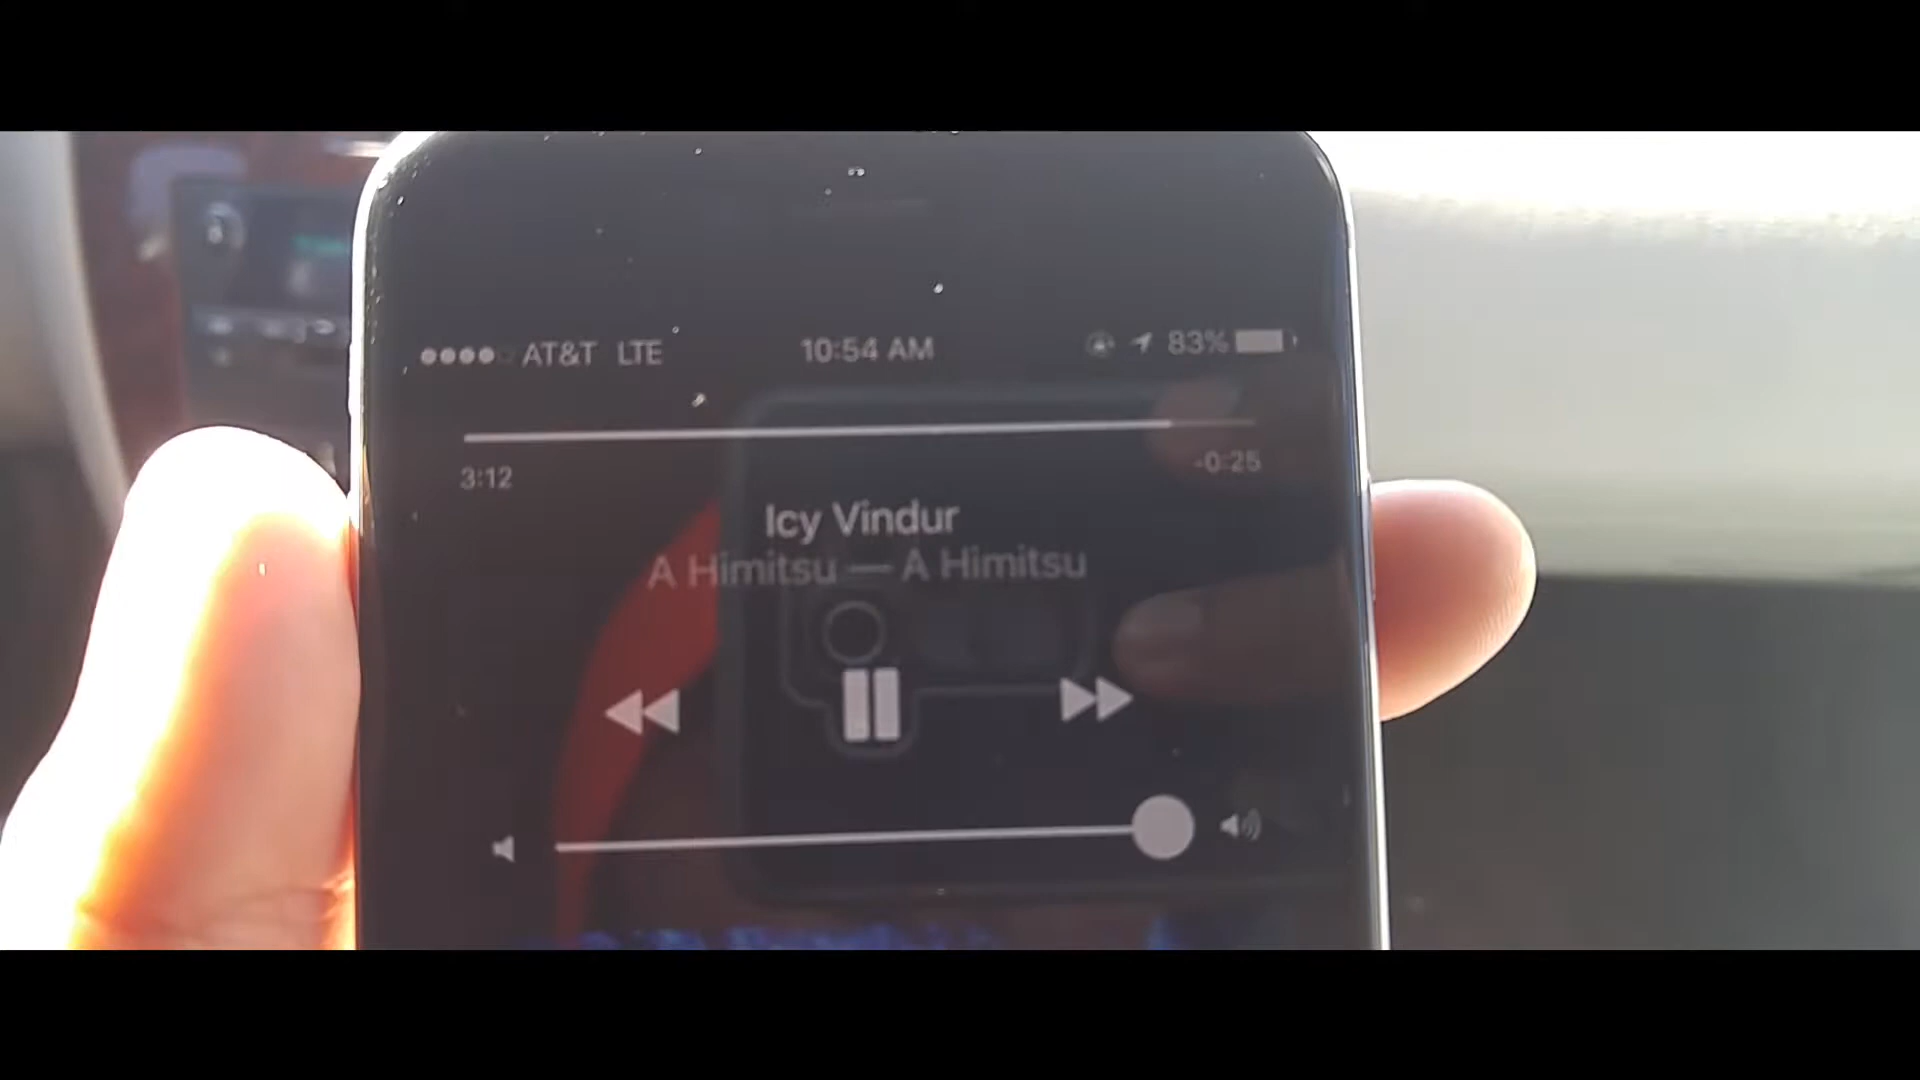 AT&T LTE 10:54 AM 83%
3:12 -0:25
Icy Vindur
A Himitsu — A Himitsu